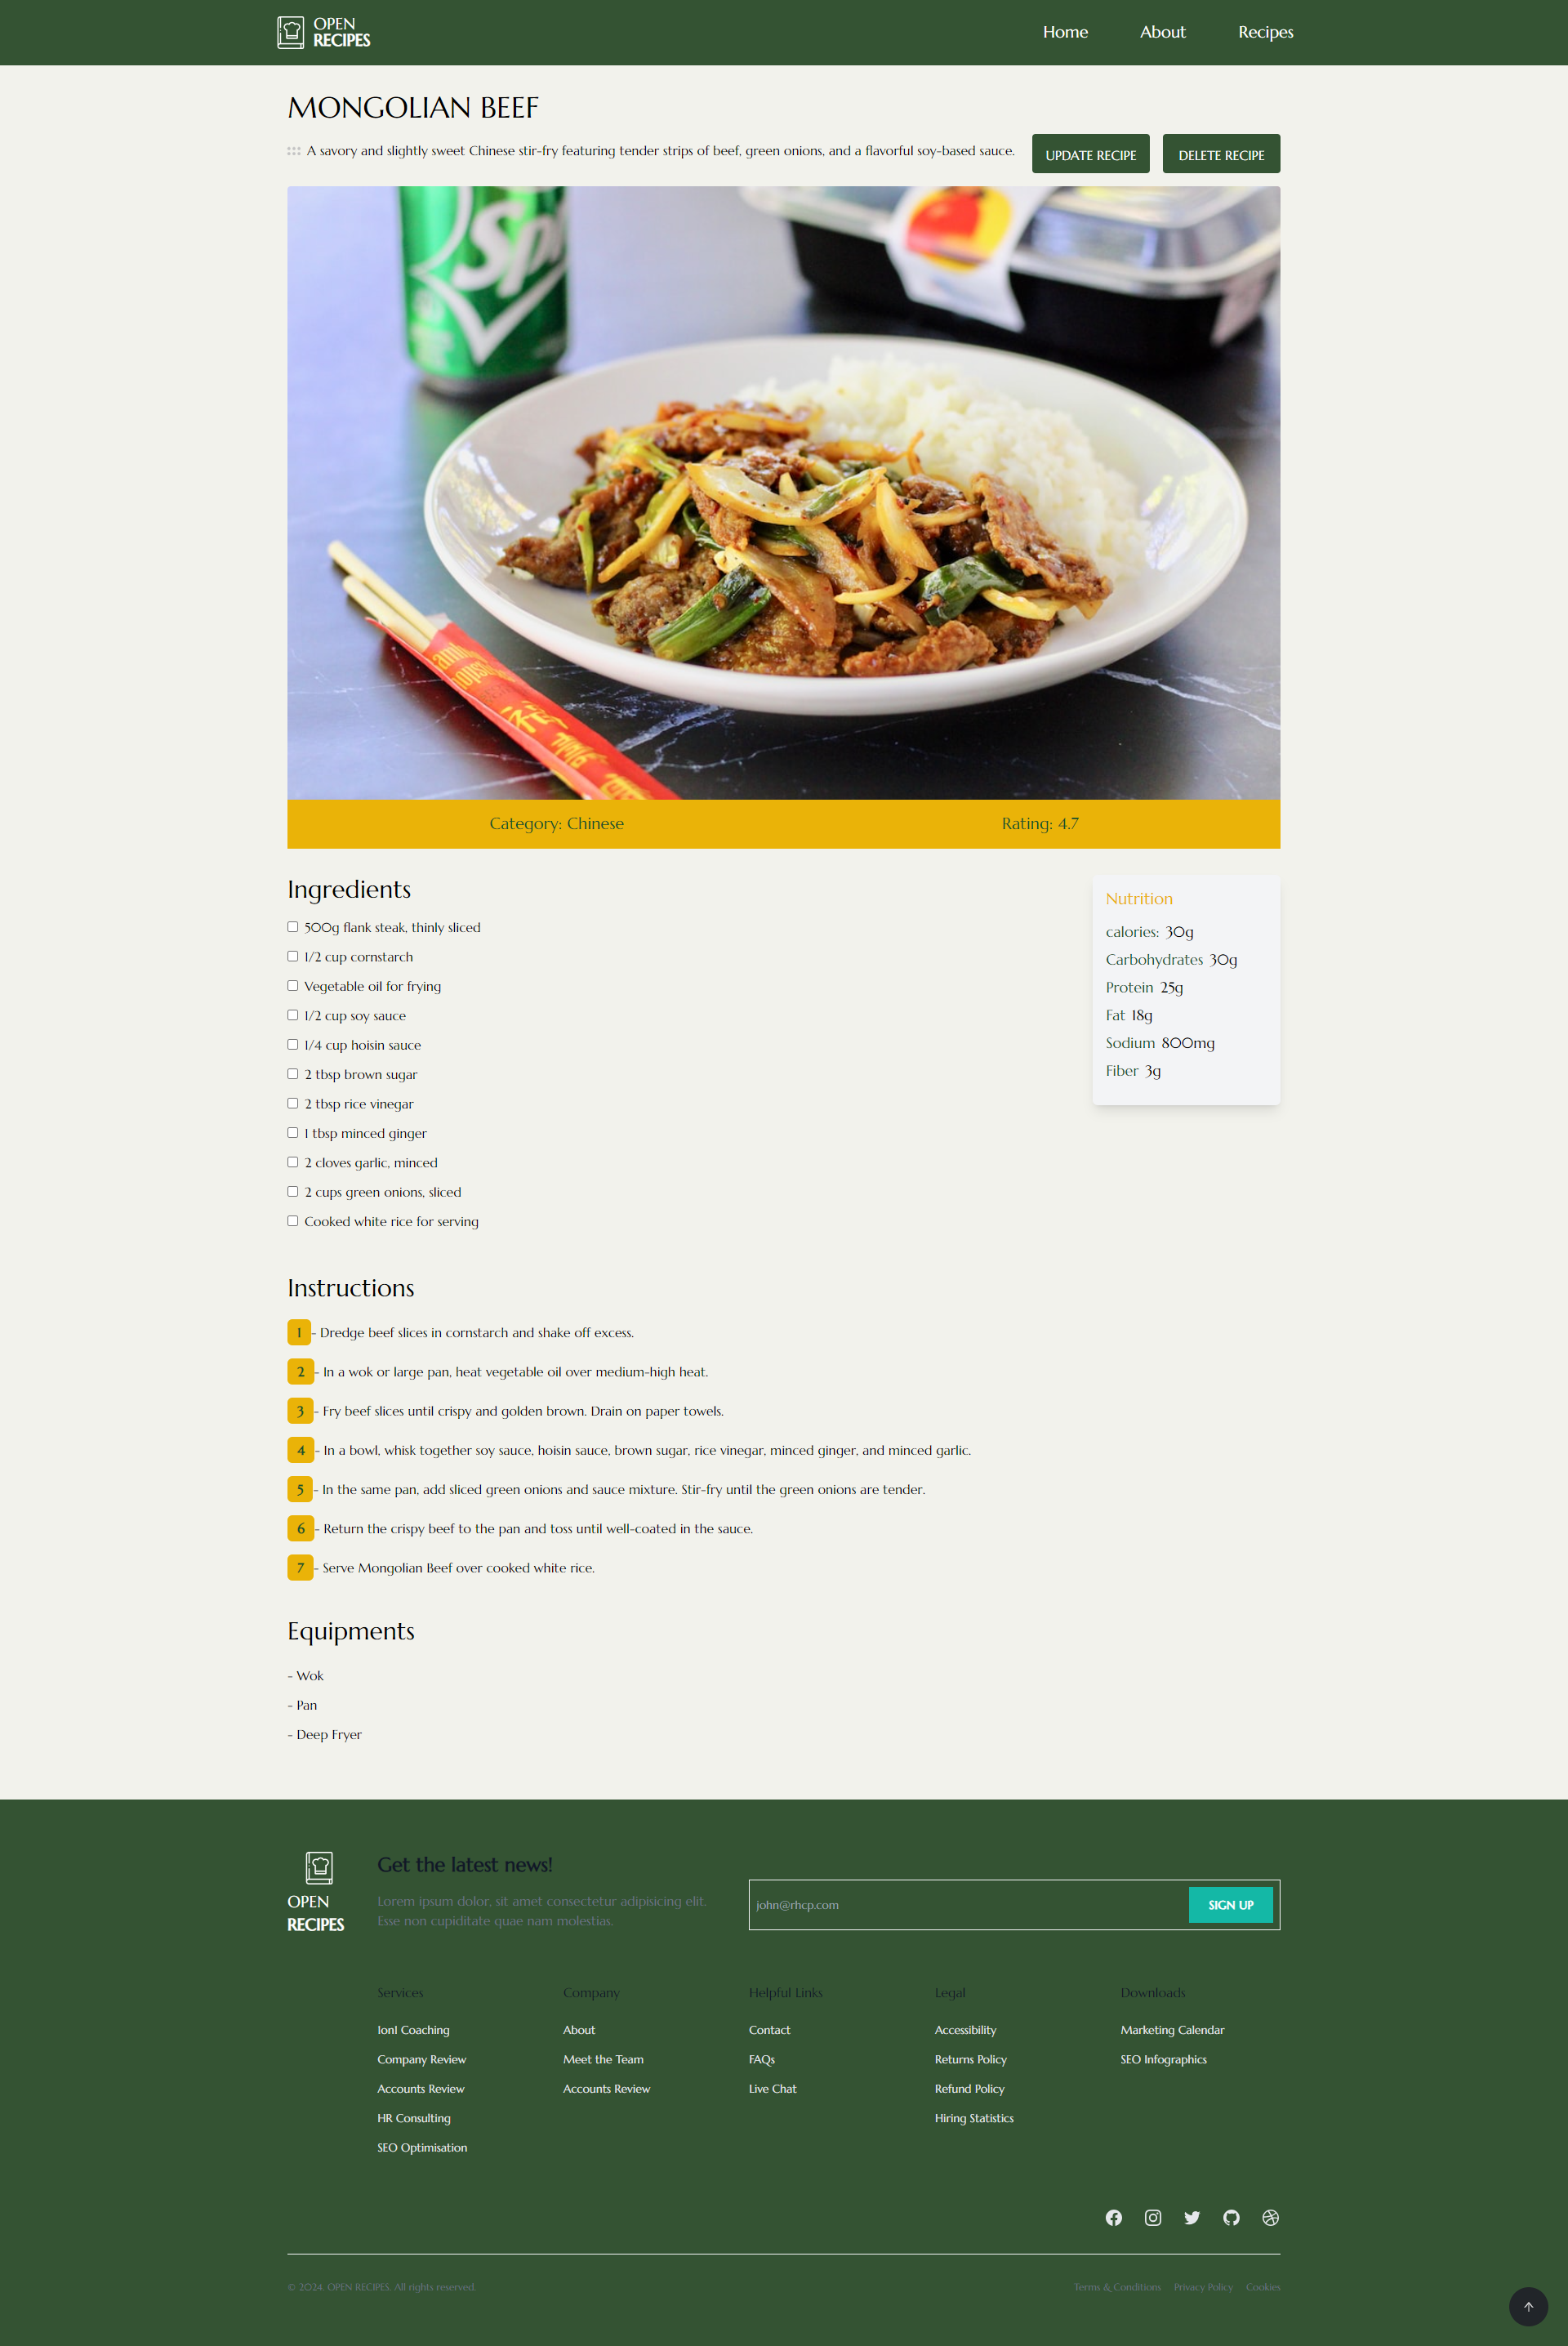 OPEN
RECIPES
Home About Recipes
MONGOLIAN BEEF
A savory and slightly sweet Chinese stir-fry featuring tender strips of beef, green onions, and a flavorful soy-based sauce.
UPDATE RECIPE DELETE RECIPE
Category: Chinese Rating: 4.7
Ingredients
500g flank steak, thinly sliced
1/2 cup cornstarch
Vegetable oil for frying
1/2 cup soy sauce
1/4 cup hoisin sauce
2 tbsp brown sugar
2 tbsp rice vinegar
1 tbsp minced ginger
2 cloves garlic, minced
2 cups green onions, sliced
Cooked white rice for serving
Nutrition
calories: 30g
Carbohydrates 30g
Protein 25g
Fat 18g
Sodium 800mg
Fiber 3g
Instructions
1 - Dredge beef slices in cornstarch and shake off excess.
2 - In a wok or large pan, heat vegetable oil over medium-high heat.
3 - Fry beef slices until crispy and golden brown. Drain on paper towels.
4 - In a bowl, whisk together soy sauce, hoisin sauce, brown sugar, rice vinegar, minced ginger, and minced garlic.
5 - In the same pan, add sliced green onions and sauce mixture. Stir-fry until the green onions are tender.
6 - Return the crispy beef to the pan and toss until well-coated in the sauce.
7 - Serve Mongolian Beef over cooked white rice.
Equipments
- Wok
- Pan
- Deep Fryer
OPEN
RECIPES
Get the latest news!
Lorem ipsum dolor, sit amet consectetur adipisicing elit.
Esse non cupiditate quae nam molestias.
john@rhcp.com SIGN UP
Services
1on1 Coaching
Company Review
Accounts Review
HR Consulting
SEO Optimisation
Company
About
Meet the Team
Accounts Review
Helpful Links
Contact
FAQs
Live Chat
Legal
Accessibility
Returns Policy
Refund Policy
Hiring Statistics
Downloads
Marketing Calendar
SEO Infographics
© 2024. OPEN RECIPES. All rights reserved.
Terms & Conditions Privacy Policy Cookies